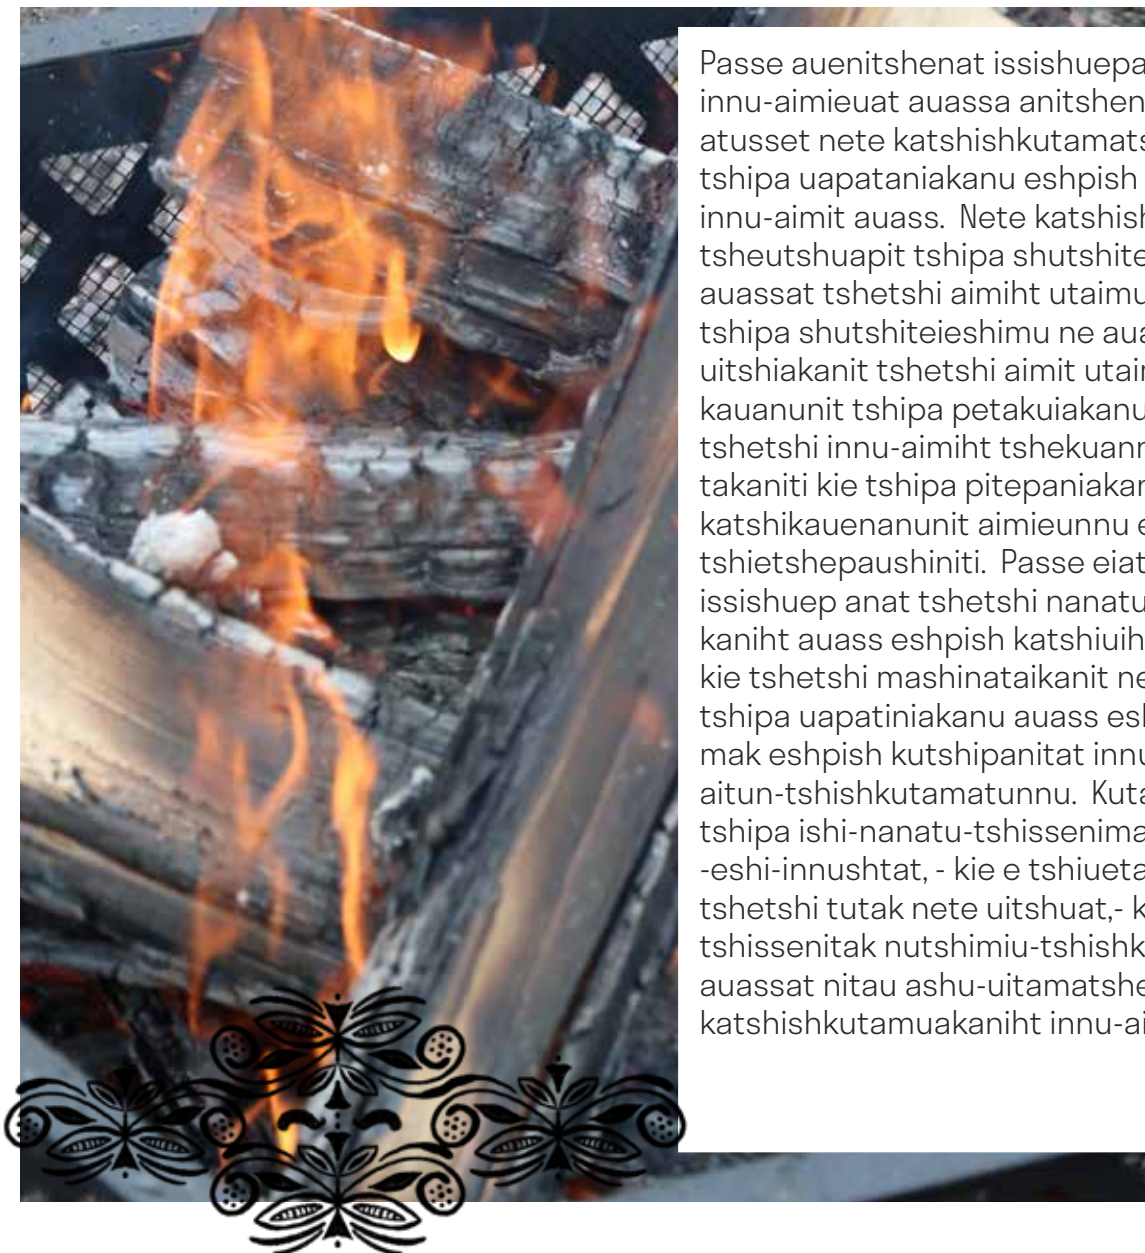 Passe auenitshenat issishuepa
innu-aimieuat auassa anitshen
atusset nete katshishkutamats
tshipa uapataniakanu eshpish
innu-aimit auass. Nete katshish
tsheutshuapit tshipa shutshite
auassat tshetshi aimiht utaimu
tshipa shutshiteieshimu ne aua
uitshiakanit tshetshi aimit utaim
kauanunit tshipa petakuiakanu
tshetshi innu-aimiht tshekuann
takaniti kie tshipa pitepaniakan
katshikauenanunit aimieunnu e
tshietshepaushiniti. Passe eiat
issishuep anat tshetshi nanatu
kaniht auass eshpish katshiuih
kie tshetshi mashinataikanit ne
tshipa uapatiniakanu auass esh
mak eshpish kutshipanitat innu
aitun-tshishkutamatunnu. Kuta
tshipa ishi-nanatu-tshissenima
-eshi-innushtat, - kie e tshiueta
tshetshi tutak nete uitshuat,- k
tshissenitak nutshimiu-tshishk
auassat nitau ashu-uitamatshe
katshishkutamuakaniht innu-ai